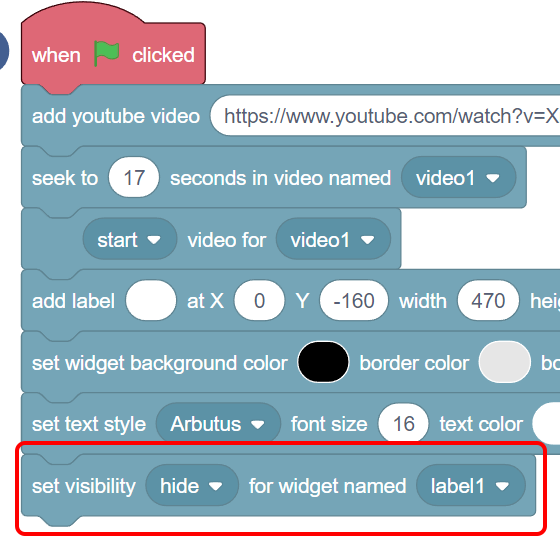 when clicked
add youtube video https://www.youtube.com/watch?v=X
seek to 17 seconds in video named video1
start video for video1
add label at X 0 Y -160 width 470
set widget background color border color
set text style Arbutus font size 16 text color
set visibility hide for widget named label1